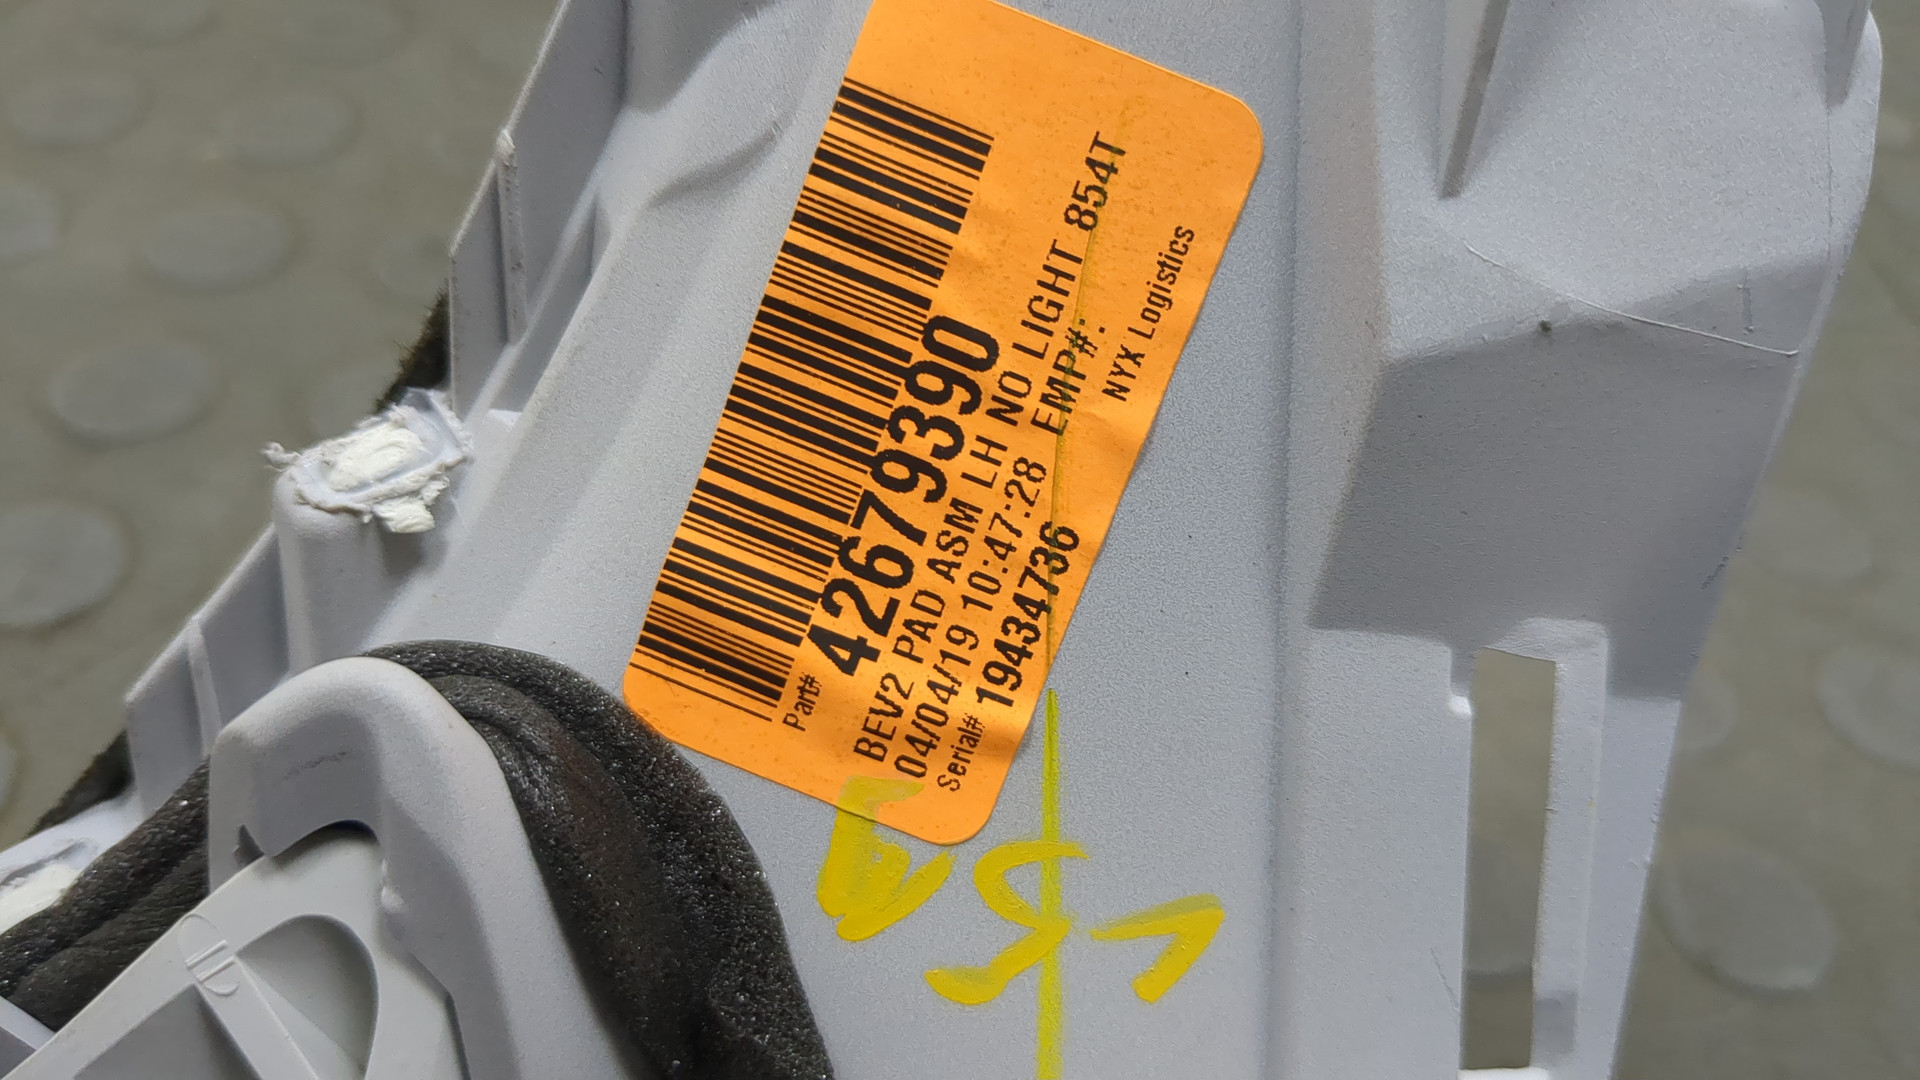 Part# 42679390
BEV2 PAD ASM LH NO LIGHT 854T
04/04/19 10:47:28 EMP#:
Serial# 19434736
NYX Logistics